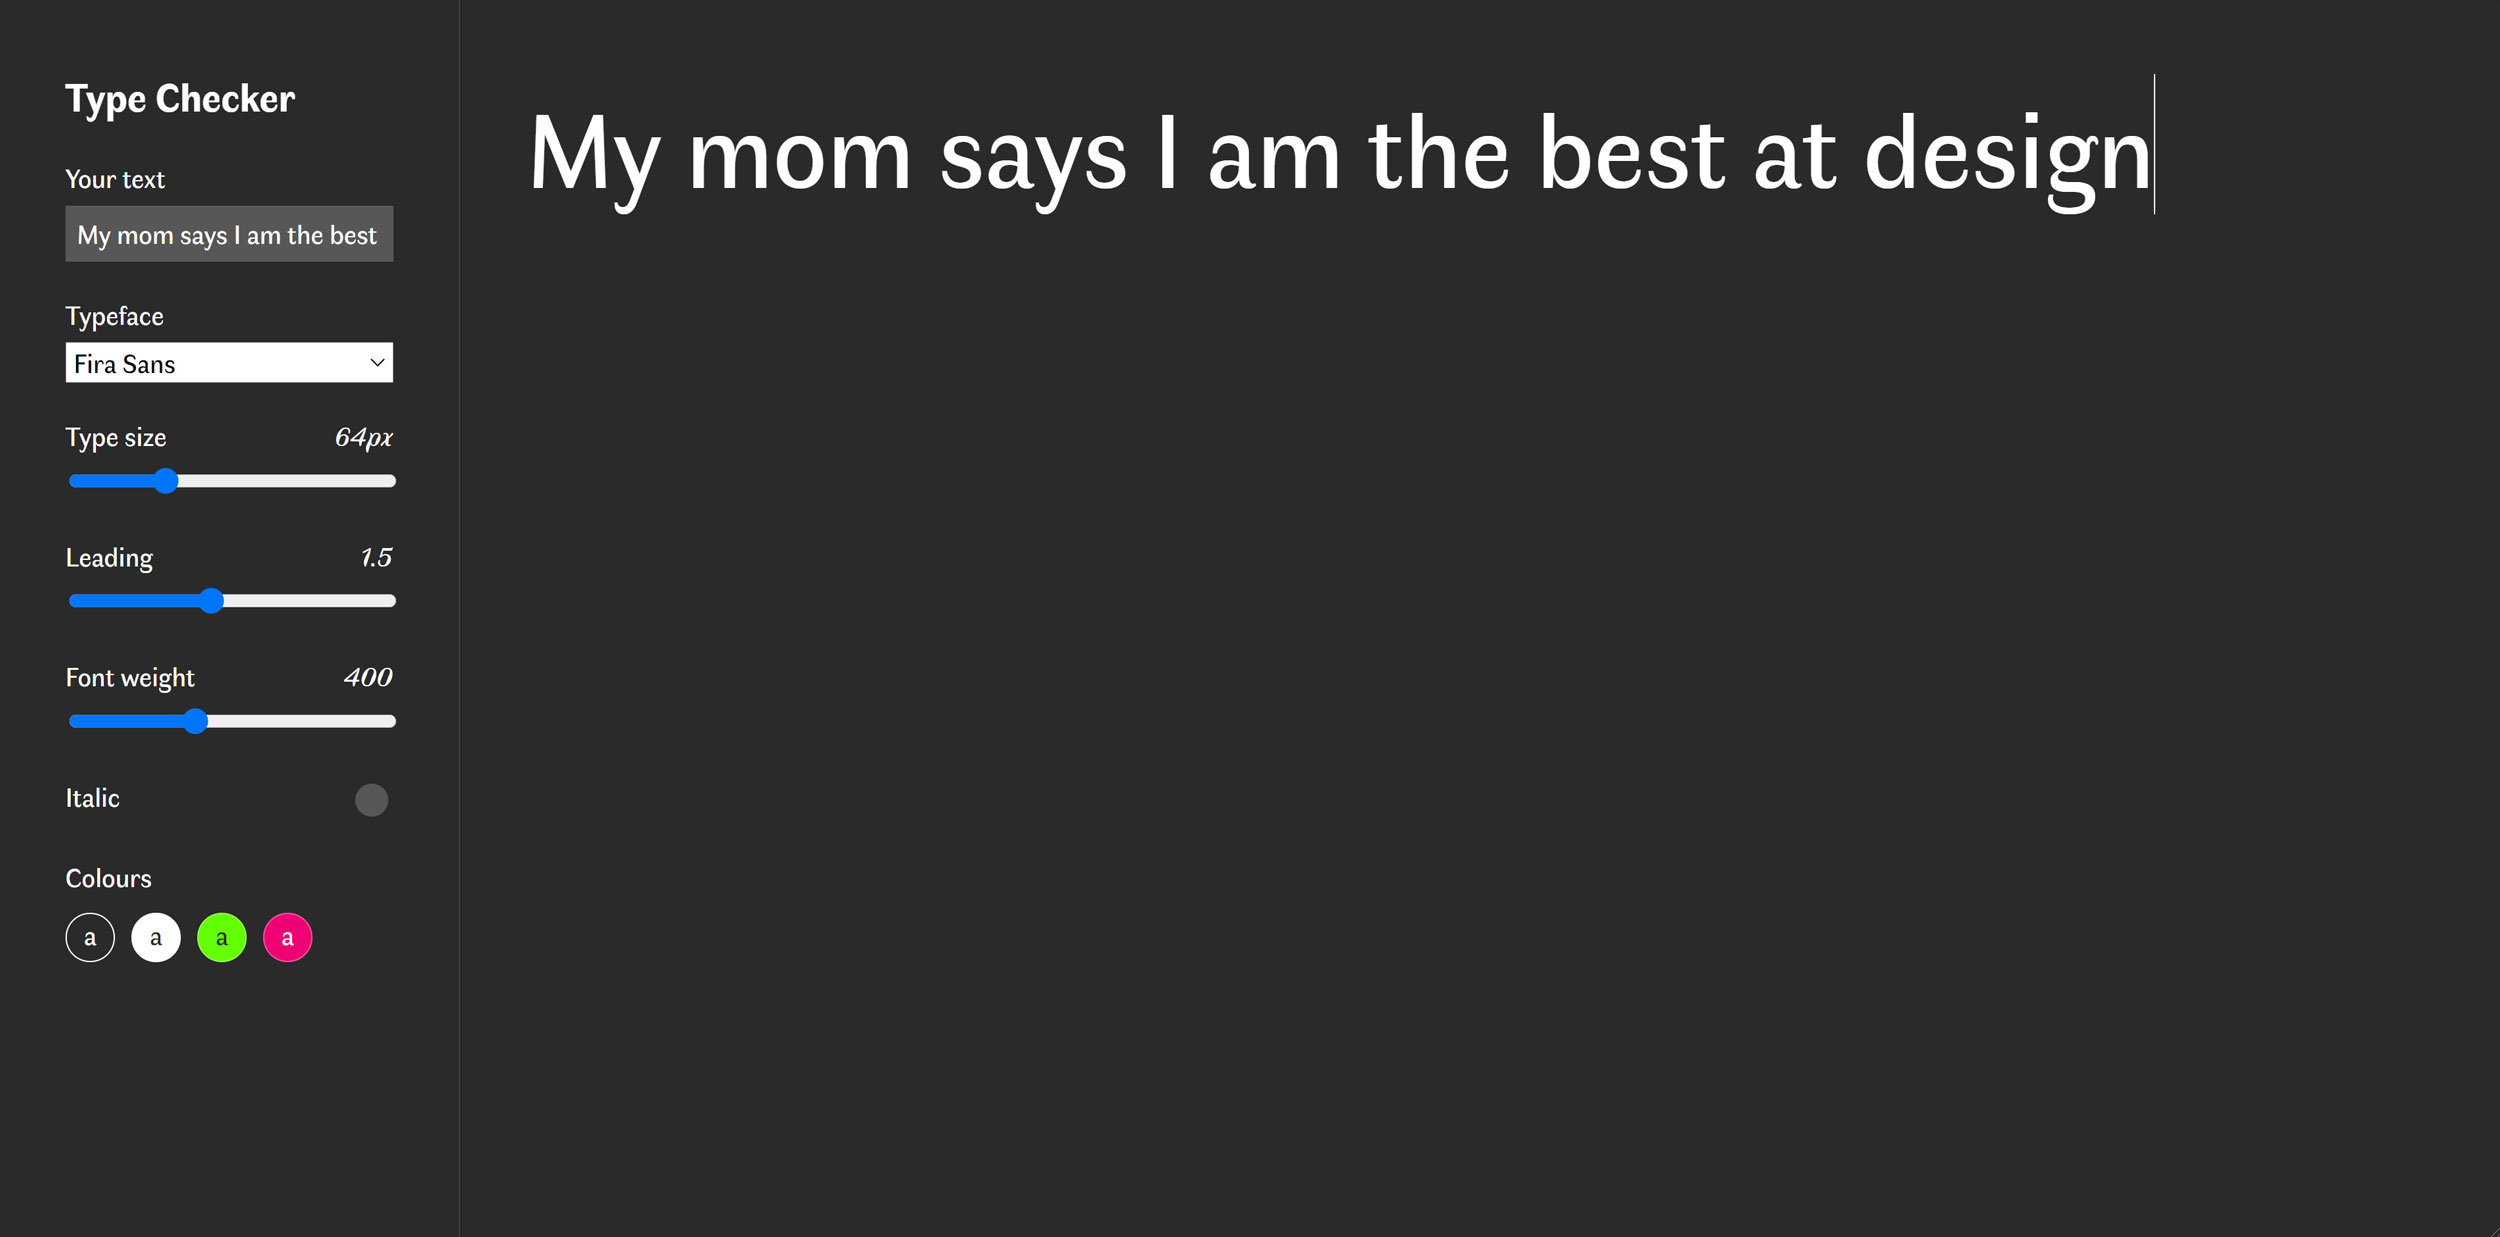 Type Checker
Your text
My mom says I am the best
Typeface
Fira Sans
Type size 64px
Leading 1.5
Font weight 400
Italic
Colours
a a a a
My mom says I am the best at design